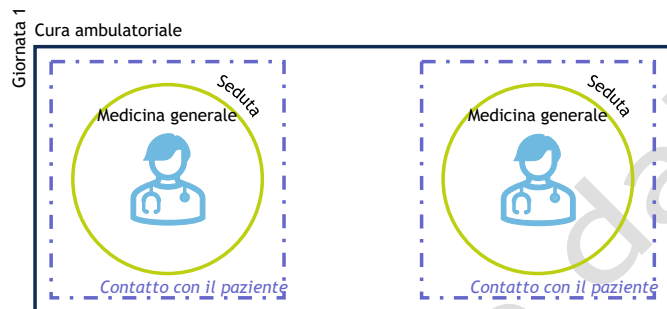 Giornata 1
Cura ambulatoriale
Seduta
Medicina generale
Contatto con il paziente
Seduta
Medicina generale
Contatto con il paziente